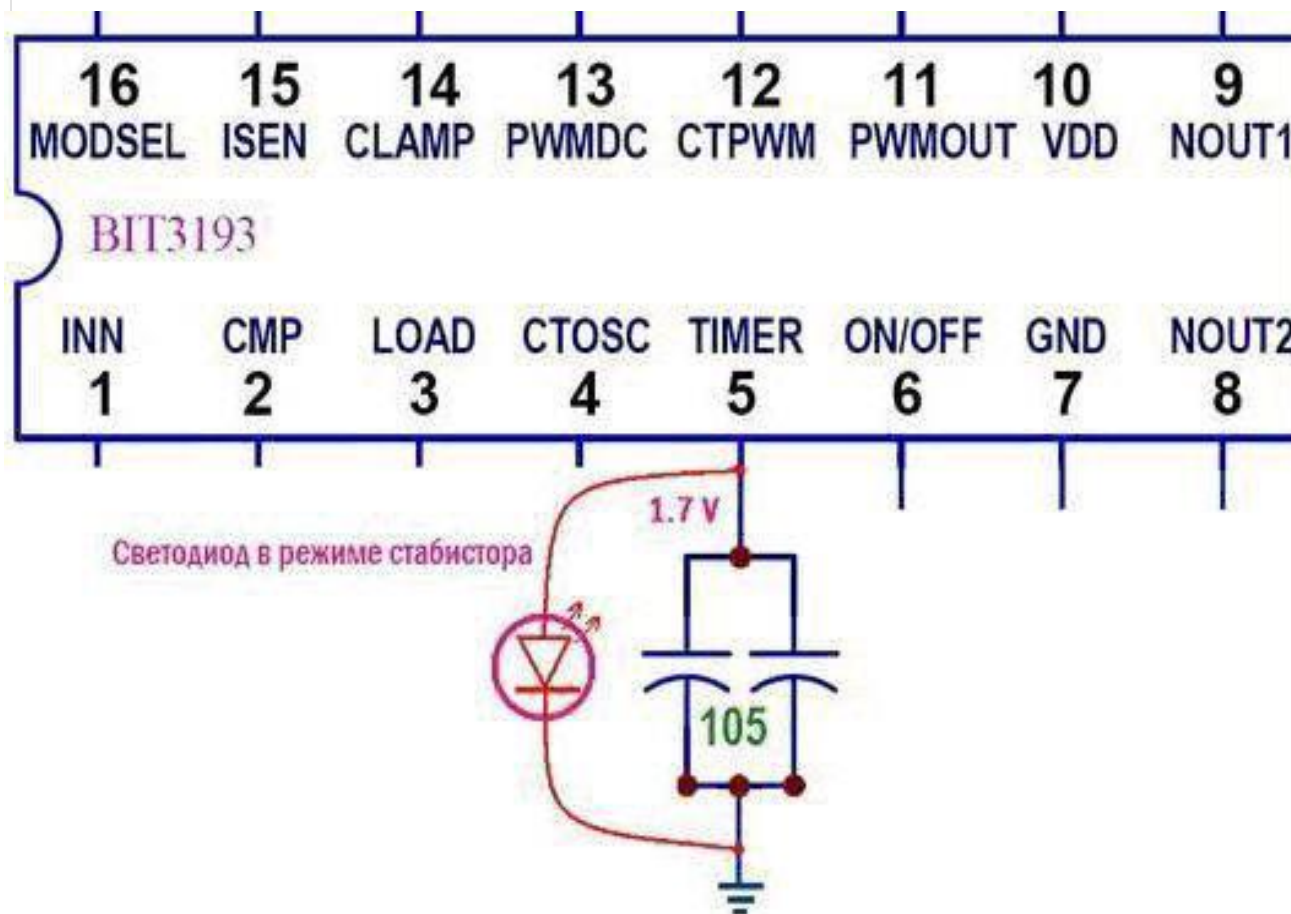 16 15 14 13 12 11 10 9
MODSEL ISEN CLAMP PWMDC CTPWM PWMOUT VDD NOUT1
BIT3193
INN CMP LOAD CTOSC TIMER ON/OFF GND NOUT2
1 2 3 4 5 6 7 8
1.7 V
Светодиод в режиме стабистора
105